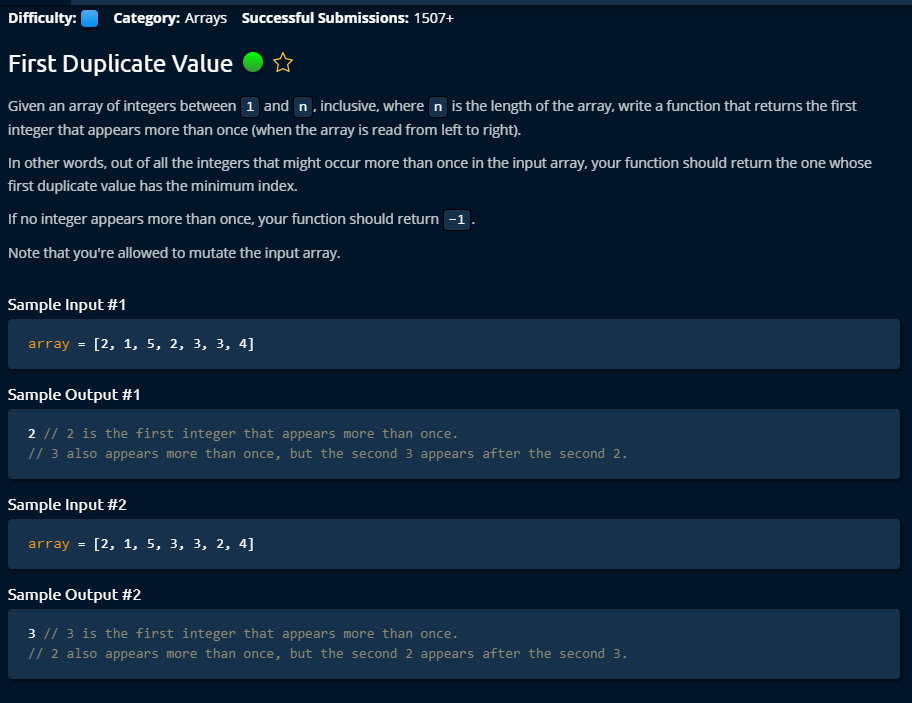 Difficulty: Category: Arrays Successful Submissions: 1507+
First Duplicate Value
Given an array of integers between 1 and n, inclusive, where n is the length of the array, write a function that returns the first
integer that appears more than once (when the array is read from left to right).
In other words, out of all the integers that might occur more than once in the input array, your function should return the one whose
first duplicate value has the minimum index.
If no integer appears more than once, your function should return -1.
Note that you're allowed to mutate the input array.
Sample Input #1
array = [2, 1, 5, 2, 3, 3, 4]
Sample Output #1
2 // 2 is the first integer that appears more than once.
// 3 also appears more than once, but the second 3 appears after the second 2.
Sample Input #2
array = [2, 1, 5, 3, 3, 2, 4]
Sample Output #2
3 // 3 is the first integer that appears more than once.
// 2 also appears more than once, but the second 2 appears after the second 3.